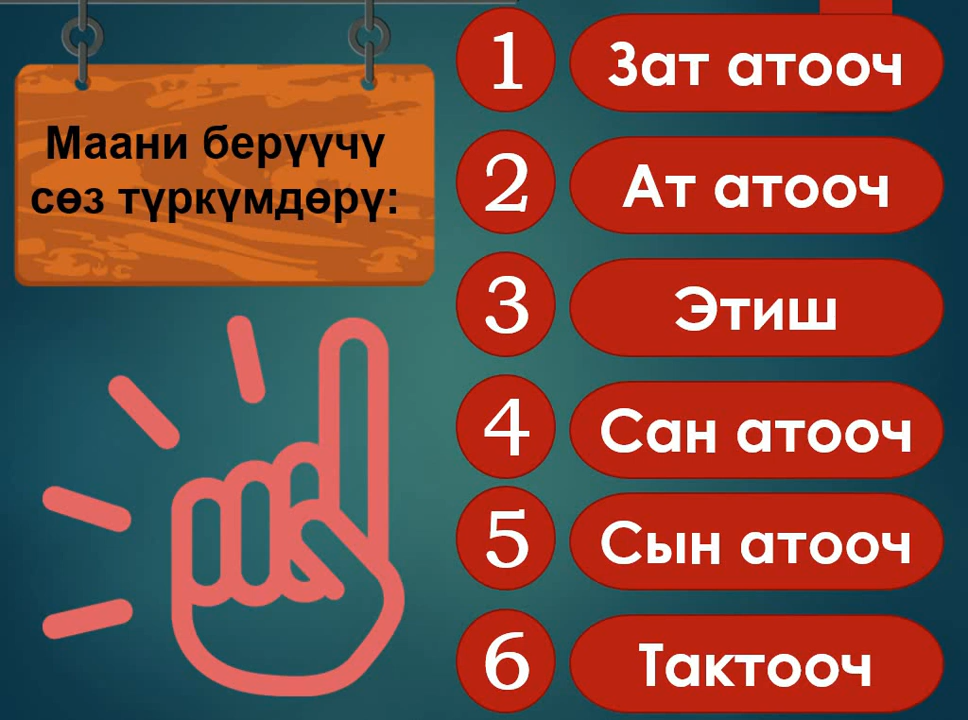 Маани берүүчү
сөз түркүмдөрү:
1 Зат атооч
2 Ат атооч
3 Этиш
4 Сан атооч
5 Сын атооч
6 Тактооч